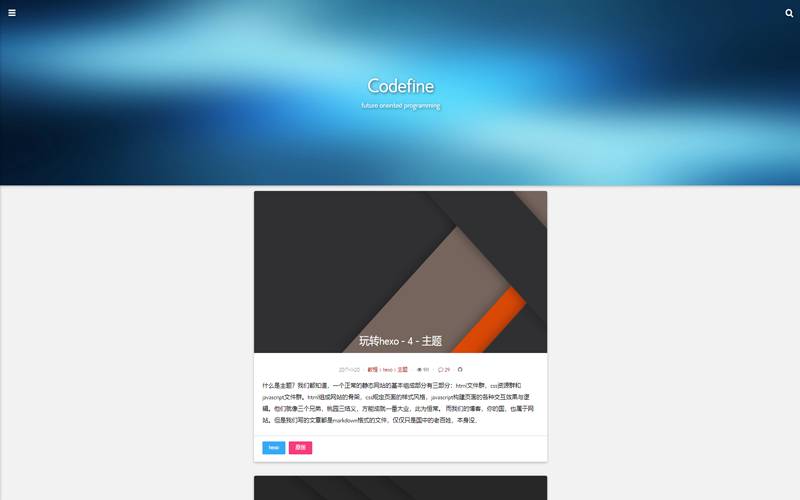 Codefine
future oriented programming
玩转hexo - 4 - 主题
教程 | hexo | 主题
29
什么是主题？我们都知道，一个正常的静态网站的基本组成部分有三部分：html文件群、css资源群和
javascript文件群。html组成网站的骨架，css规定页面的样式风格，javascript构建页面的各种交互效果与逻
辑。他们就像三个兄弟，桃园三结义，方能成就一番大业，此为恒常。 而我们的博客，你的国，也属于网
站。但是我们写的文章都是markdown格式的文件，仅仅只是国中的老百姓，本身没、
hexo 原创